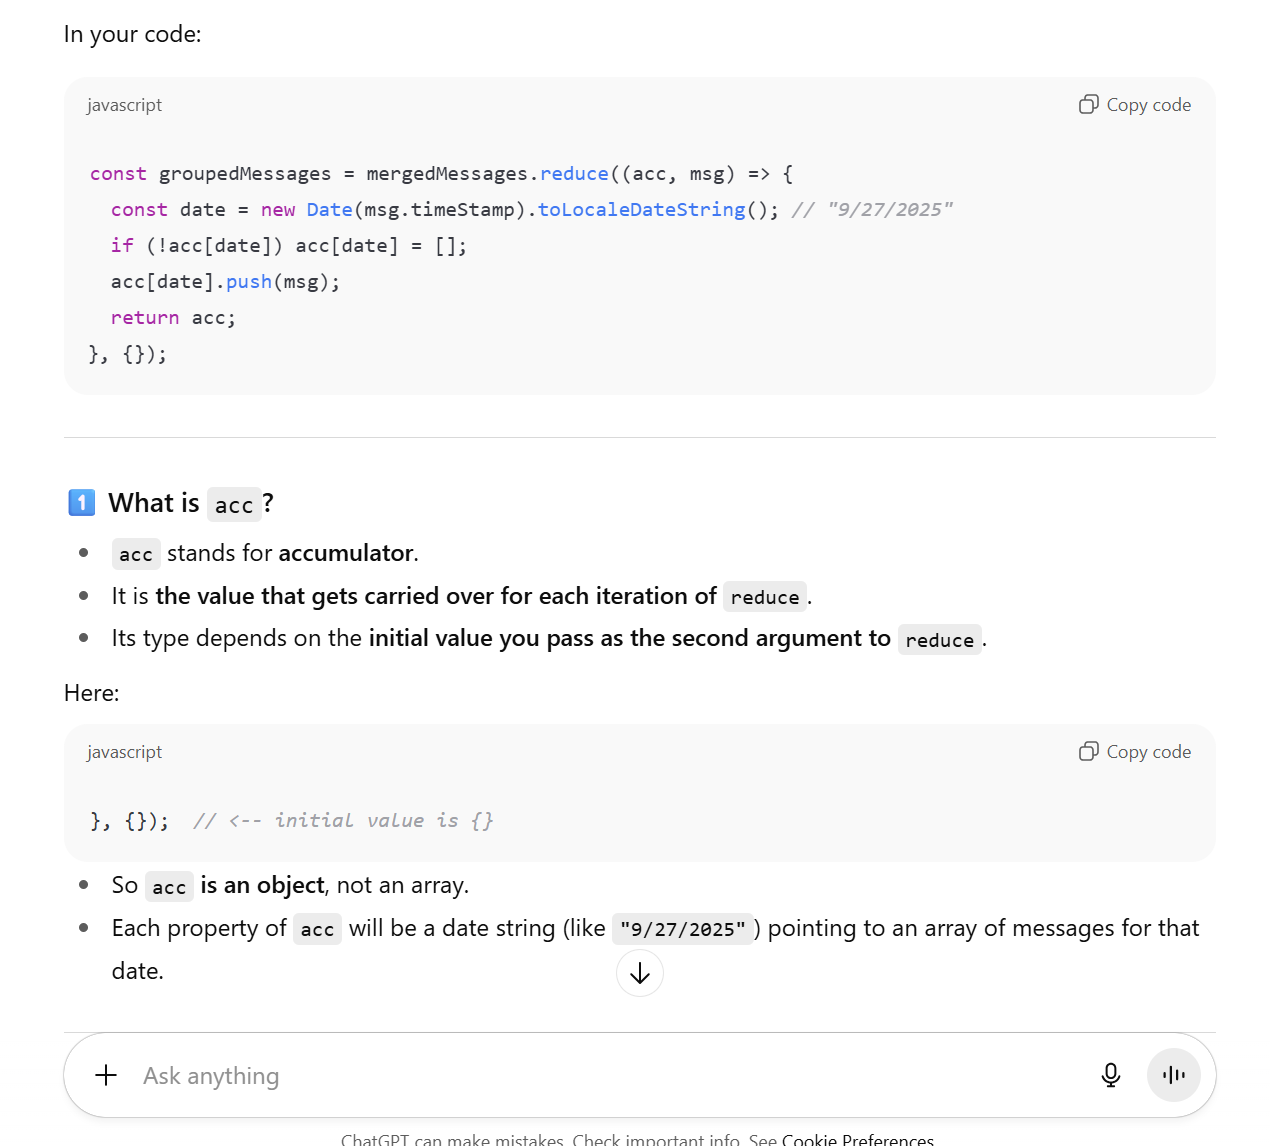 In your code:
javascript
Copy code
const groupedMessages = mergedMessages.reduce((acc, msg) => {
  const date = new Date(msg.timeStamp).toLocaleDateString(); // "9/27/2025"
  if (!acc[date]) acc[date] = [];
  acc[date].push(msg);
  return acc;
}, {});
1 What is acc?
• acc stands for accumulator.
• It is the value that gets carried over for each iteration of reduce.
• Its type depends on the initial value you pass as the second argument to reduce.
Here:
javascript
Copy code
}, {});  // <-- initial value is {}
• So acc is an object, not an array.
• Each property of acc will be a date string (like "9/27/2025") pointing to an array of messages for that
date.
Ask anything
ChatGPT can make mistakes. Check important info. See Cookie Preferences.